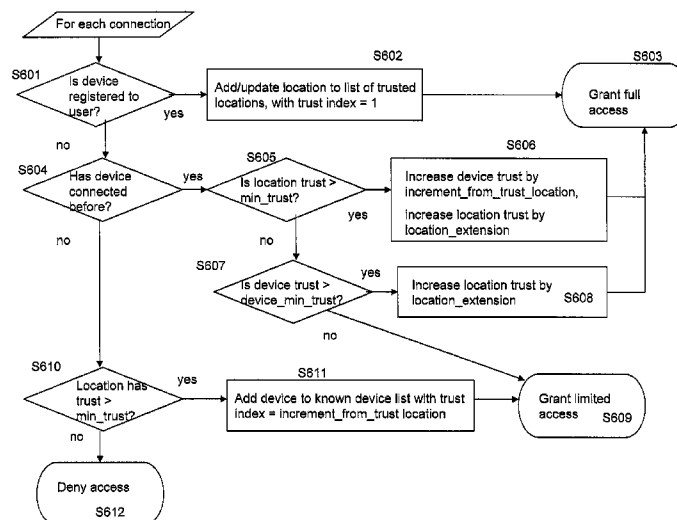 For each connection
S601
Is device
registered to
user?
yes
no
S602
Add/update location to list of trusted
locations, with trust index = 1
S603
Grant full
access
S604
Has device
connected
before?
yes
no
S605
Is location trust >
min_trust?
yes
no
S606
Increase device trust by
increment_from_trust_location,
increase location trust by
location_extension
S607
Is device trust >
device_min_trust?
yes
no
Increase location trust by
location_extension
S608
S610
Location has
trust >
min_trust?
yes
no
S611
Add device to known device list with trust
index = increment_from_trust location
Grant limited
access
S609
Deny access
S612